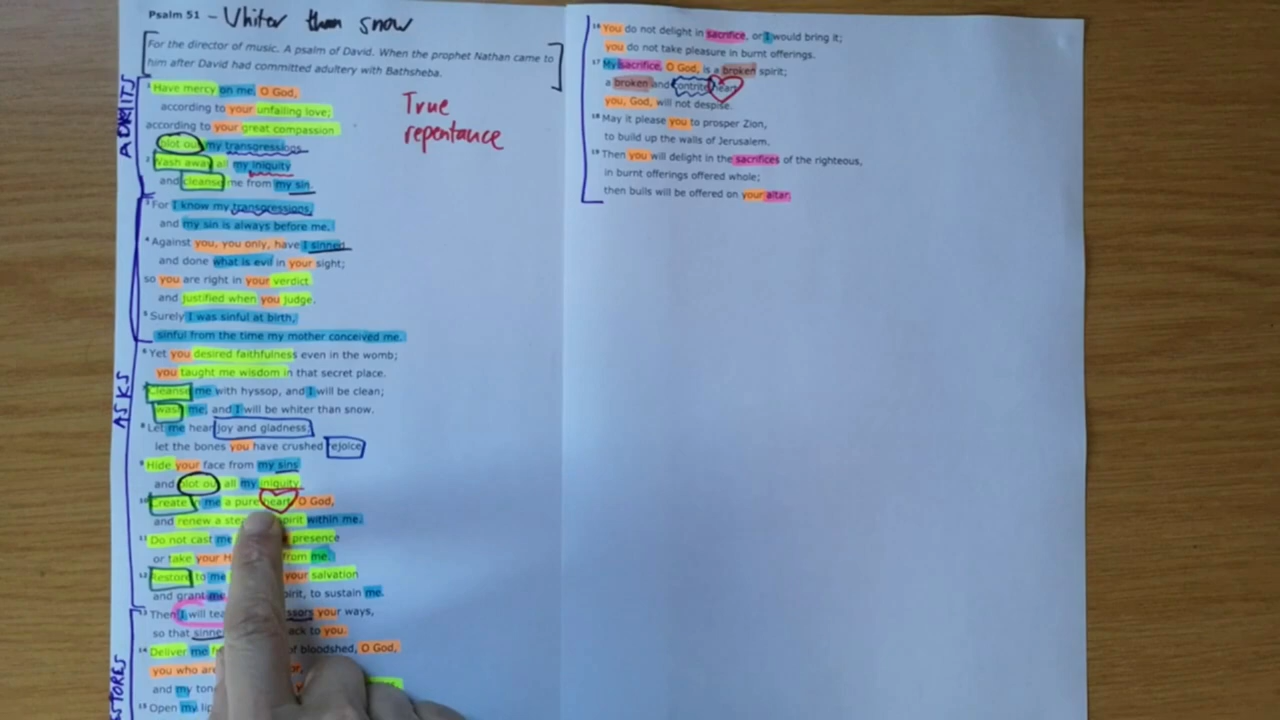 Psalm 51 - Whiter than snow
For the director of music. A psalm of David. When the prophet Nathan came to
him after David had committed adultery with Bathsheba.
True
repentance
ADMITS
1 Have mercy on me, O God,
according to your unfailing love;
according to your great compassion
blot out my transgressions.
2 Wash away all my iniquity
and cleanse me from my sin.
3 For I know my transgressions,
and my sin is always before me.
4 Against you, you only, have I sinned
and done what is evil in your sight;
so you are right in your verdict
and justified when you judge.
5 Surely I was sinful at birth,
sinful from the time my mother conceived me.
ASKS
6 Yet you desired faithfulness even in the womb;
you taught me wisdom in that secret place.
7 Cleanse me with hyssop, and I will be clean;
wash me, and I will be whiter than snow.
8 Let me hear joy and gladness;
let the bones you have crushed rejoice
9 Hide your face from my sins
and blot out all my iniquity.
10 Create in me a pure heart, O God,
and renew a spirit within me.
11 Do not cast me presence
or take your from me.
12 Restore to me your salvation
and grant me to sustain me.
13 Then I will your ways,
so that back to you.
14 Deliver me of bloodshed, O God,
you who are
and my
15 Open my
STORES
16 You do not delight in sacrifice, or I would bring it;
you do not take pleasure in burnt offerings.
17 My sacrifice, O God, is a broken spirit;
a broken and contrite heart
you, God, will not despise.
18 May it please you to prosper Zion,
to build up the walls of Jerusalem.
19 Then you will delight in the sacrifices of the righteous,
in burnt offerings offered whole;
then bulls will be offered on your altar.